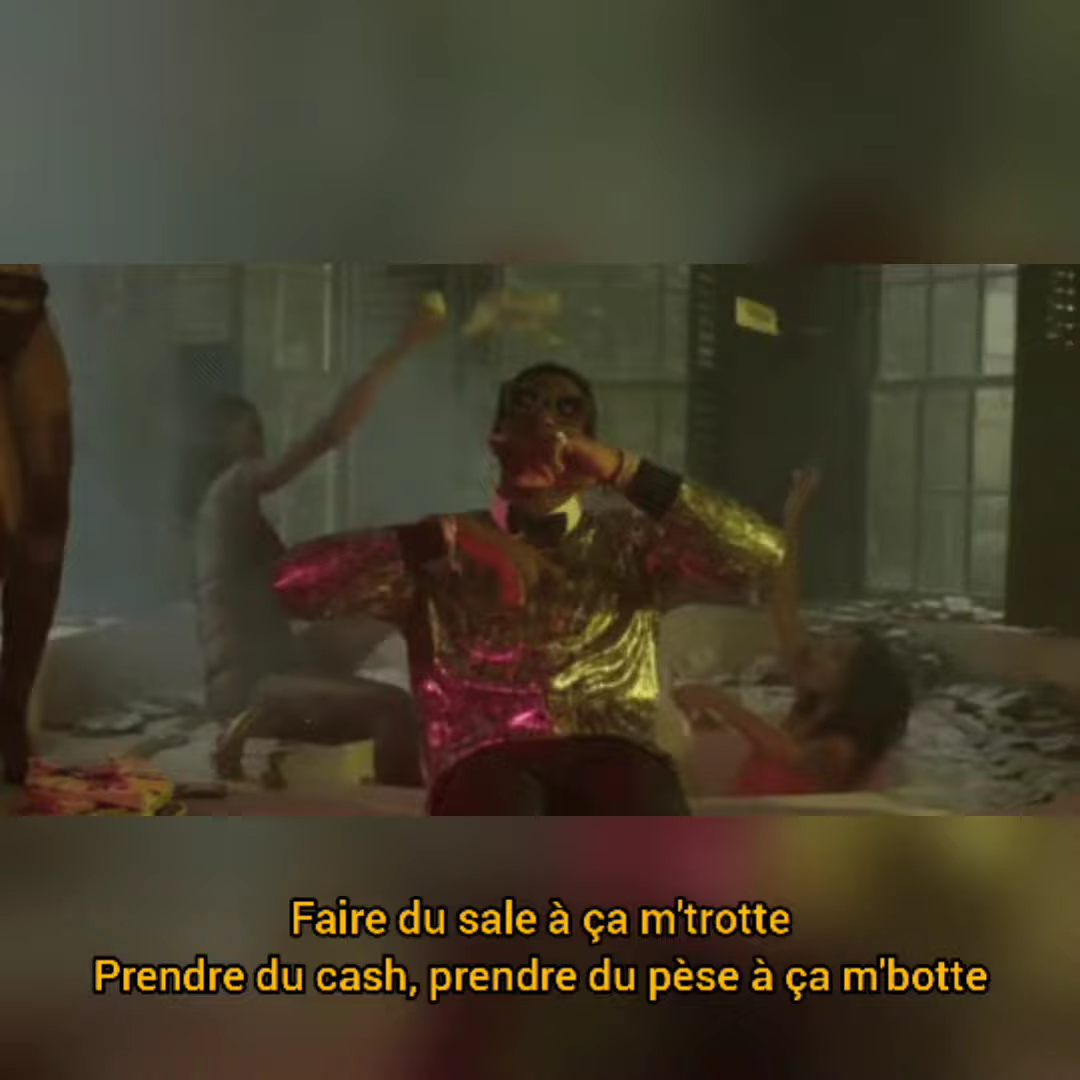 Faire du sale à ça m'trotte
Prendre du cash, prendre du pèse à ça m'botte